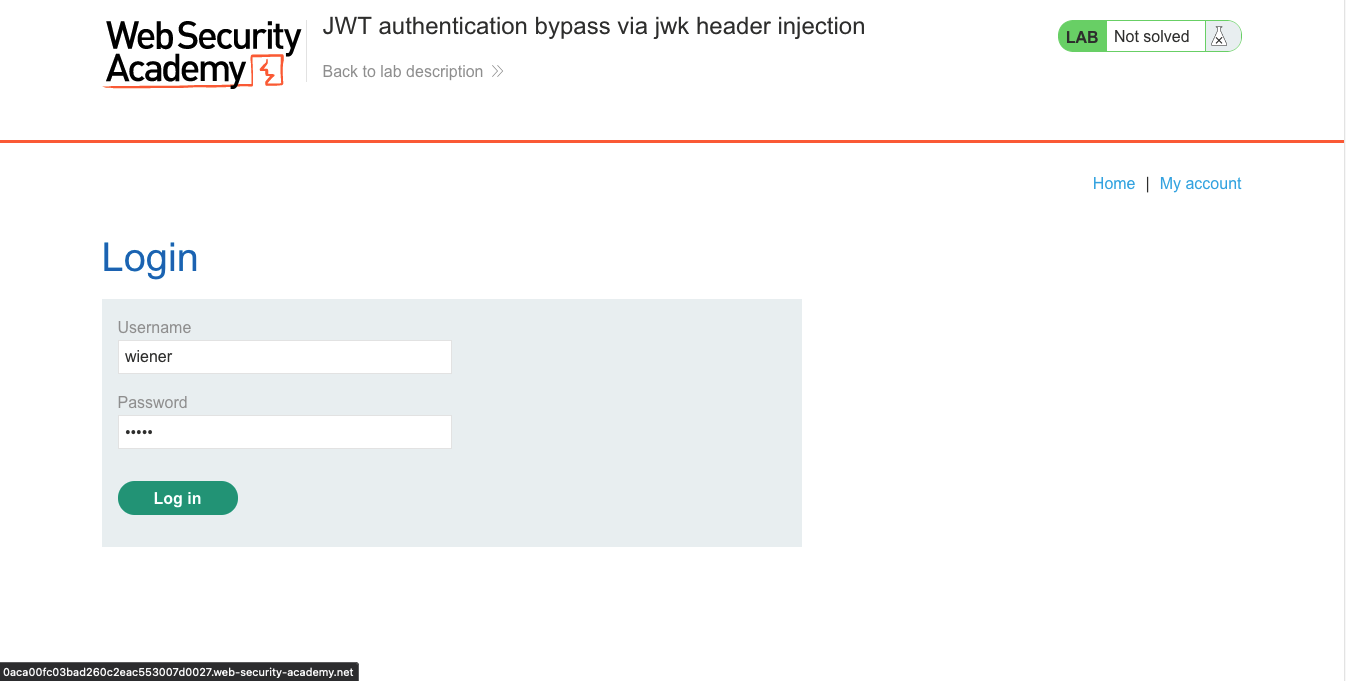 Web Security
Academy
JWT authentication bypass via jwk header injection
Back to lab description
LAB Not solved
Home | My account
Login
Username
wiener
Password
•••••
Log in
0aca00fc03bad260c2eac553007d0027.web-security-academy.net